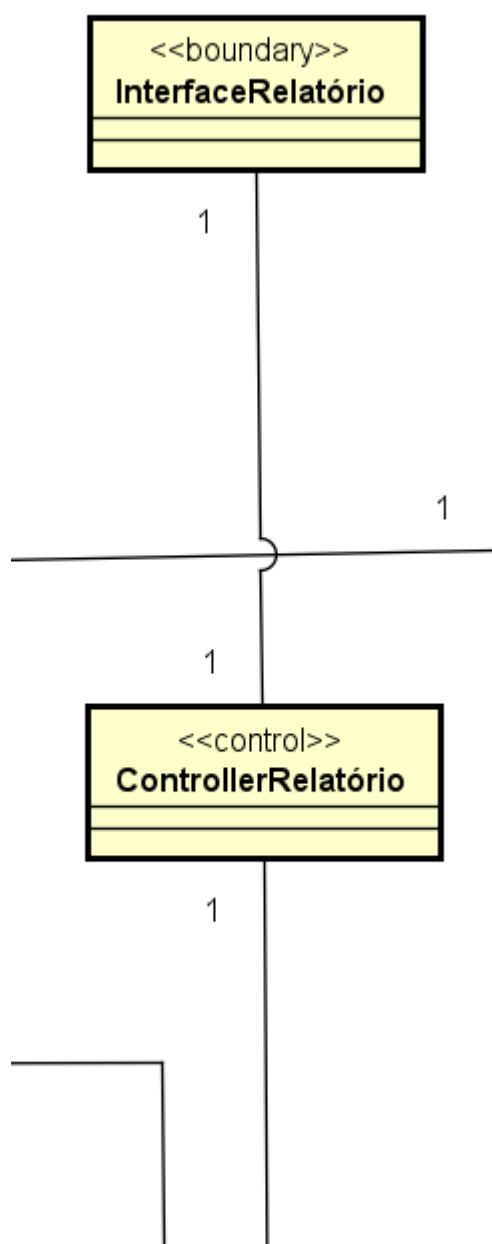 <<boundary>>
InterfaceRelatório
1
1
1
<<control>>
ControllerRelatório
1